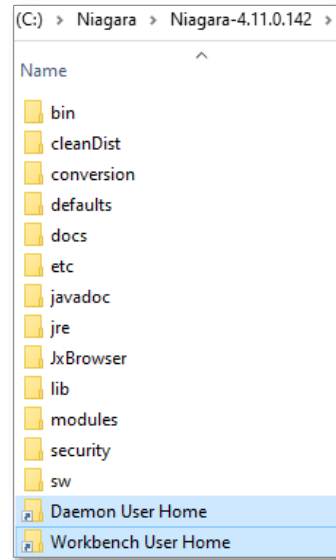 (C:) > Niagara > Niagara-4.11.0.142 >
Name
bin
cleanDist
conversion
defaults
docs
etc
javadoc
jre
JxBrowser
lib
modules
security
sw
Daemon User Home
Workbench User Home